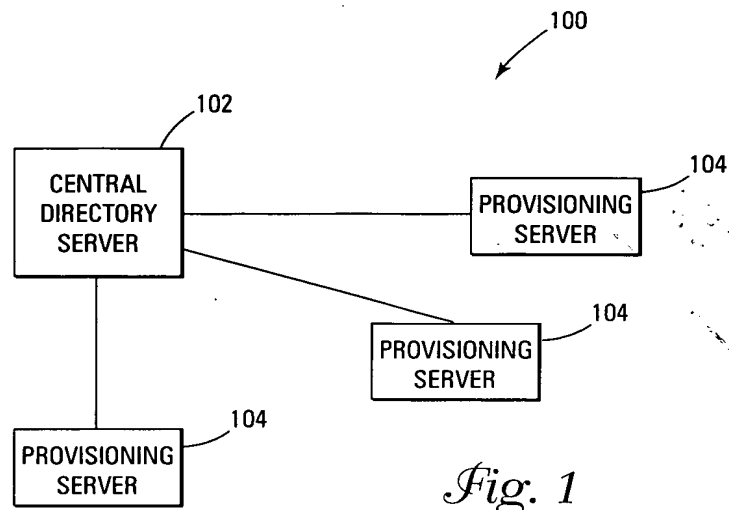 100
102
CENTRAL
DIRECTORY
SERVER
104
PROVISIONING
SERVER
104
PROVISIONING
SERVER
104
PROVISIONING
SERVER
Fig. 1